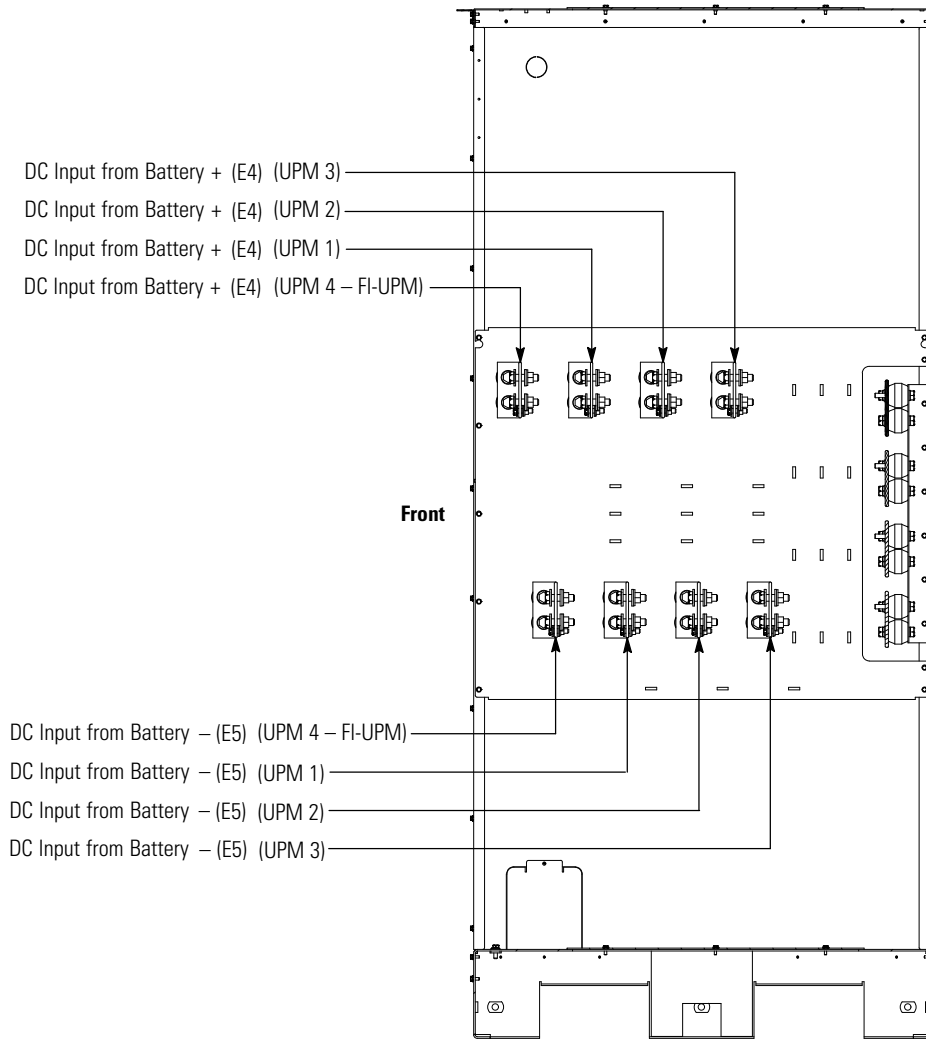 DC Input from Battery + (E4) (UPM 3)
DC Input from Battery + (E4) (UPM 2)
DC Input from Battery + (E4) (UPM 1)
DC Input from Battery + (E4) (UPM 4 – FI-UPM)
Front
DC Input from Battery – (E5) (UPM 4 – FI-UPM)
DC Input from Battery – (E5) (UPM 1)
DC Input from Battery – (E5) (UPM 2)
DC Input from Battery – (E5) (UPM 3)